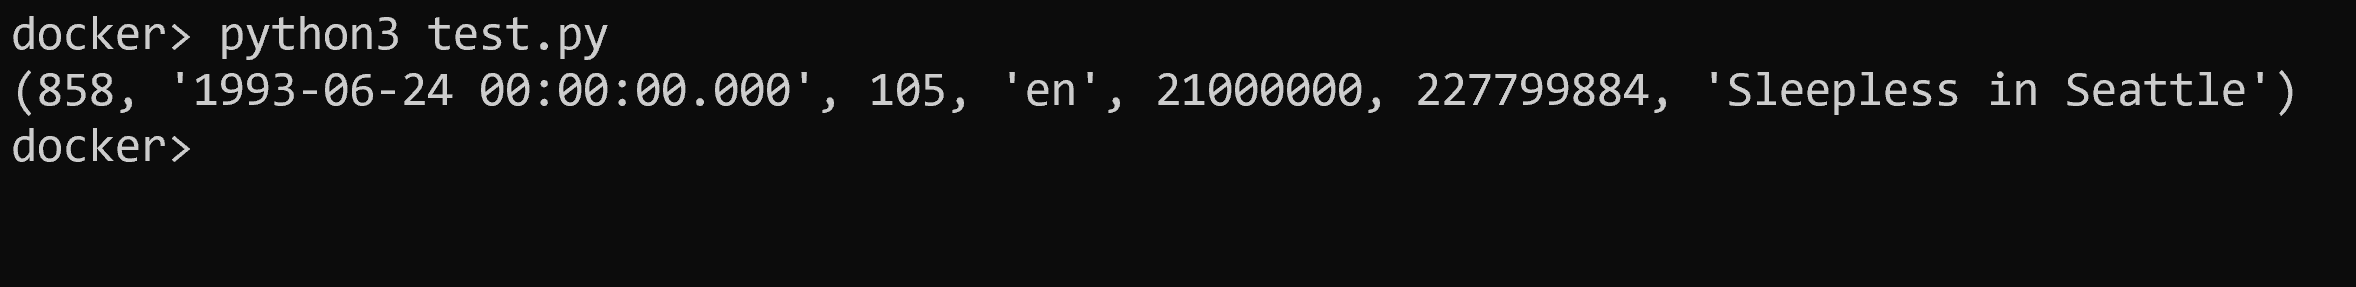 docker> python3 test.py
(858, '1993-06-24 00:00:00.000', 105, 'en', 21000000, 227799884, 'Sleepless in Seattle')
docker>